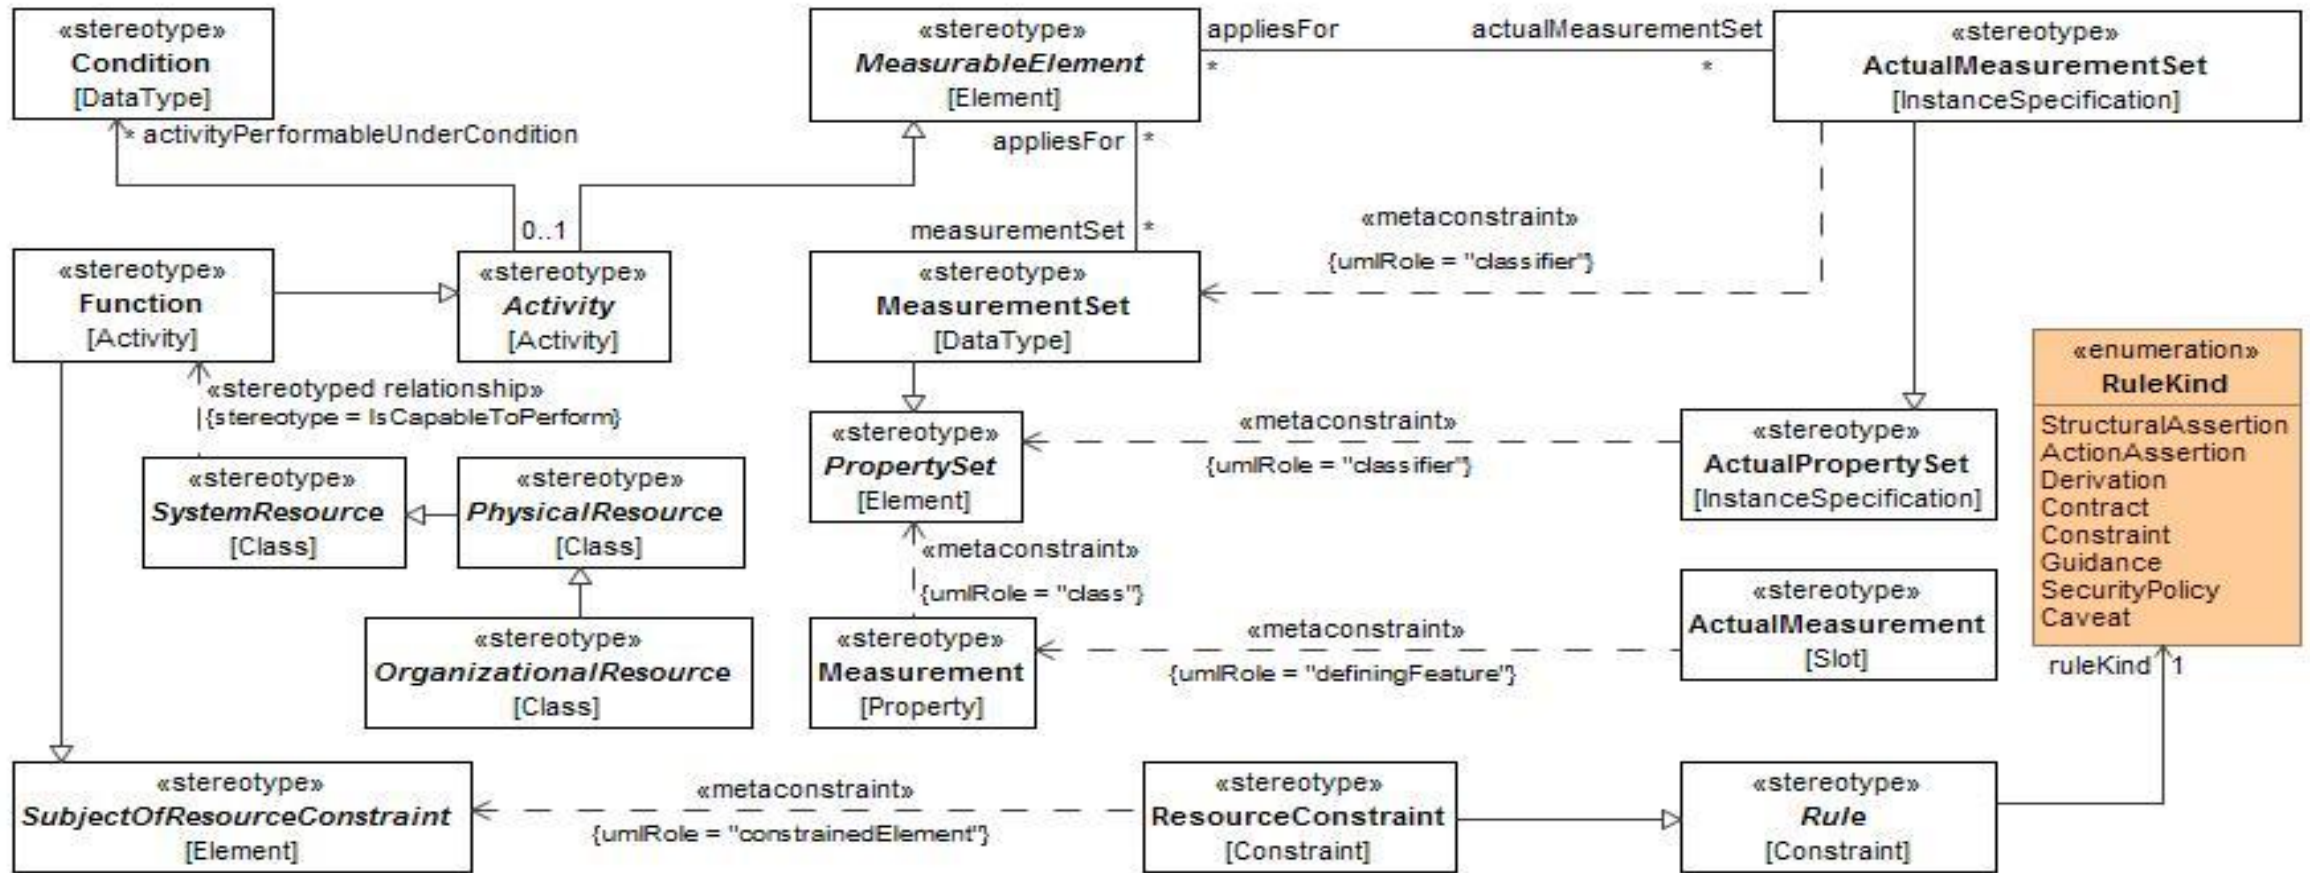 «stereotype»
Condition
[DataType]
* activityPerformableUnderCondition
«stereotype»
MeasurableElement
[Element]
appliesFor
*
actualMeasurementSet
*
«stereotype»
ActualMeasurementSet
[InstanceSpecification]
appliesFor *
measurementSet *
«metaconstraint»
{umlRole = "classifier"}
0..1
«stereotype»
Function
[Activity]
«stereotype»
Activity
[Activity]
«stereotype»
MeasurementSet
[DataType]
«enumeration»
RuleKind
StructuralAssertion
ActionAssertion
Derivation
Contract
Constraint
Guidance
SecurityPolicy
Caveat
«stereotyped relationship»
{stereotype = IsCapableToPerform}
«stereotype»
PropertySet
[Element]
«metaconstraint»
{umlRole = "classifier"}
«stereotype»
ActualPropertySet
[InstanceSpecification]
«stereotype»
SystemResource
[Class]
«stereotype»
PhysicalResource
[Class]
«metaconstraint»
{umlRole = "class"}
«stereotype»
OrganizationalResource
[Class]
«stereotype»
Measurement
[Property]
«metaconstraint»
{umlRole = "definingFeature"}
«stereotype»
ActualMeasurement
[Slot]
ruleKind 1
«stereotype»
SubjectOfResourceConstraint
[Element]
«metaconstraint»
{umlRole = "constrainedElement"}
«stereotype»
ResourceConstraint
[Constraint]
«stereotype»
Rule
[Constraint]